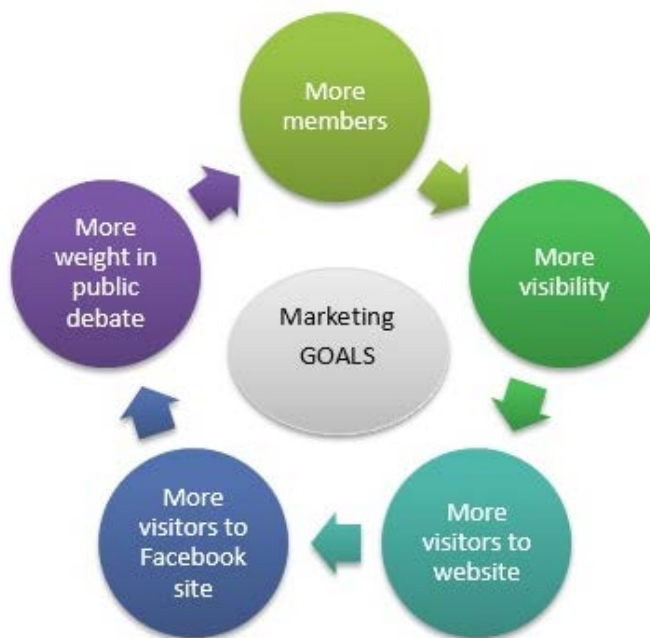 More
members
More
visibility
More
visitors to
website
More
visitors to
Facebook
site
More
weight in
public
debate
Marketing
GOALS